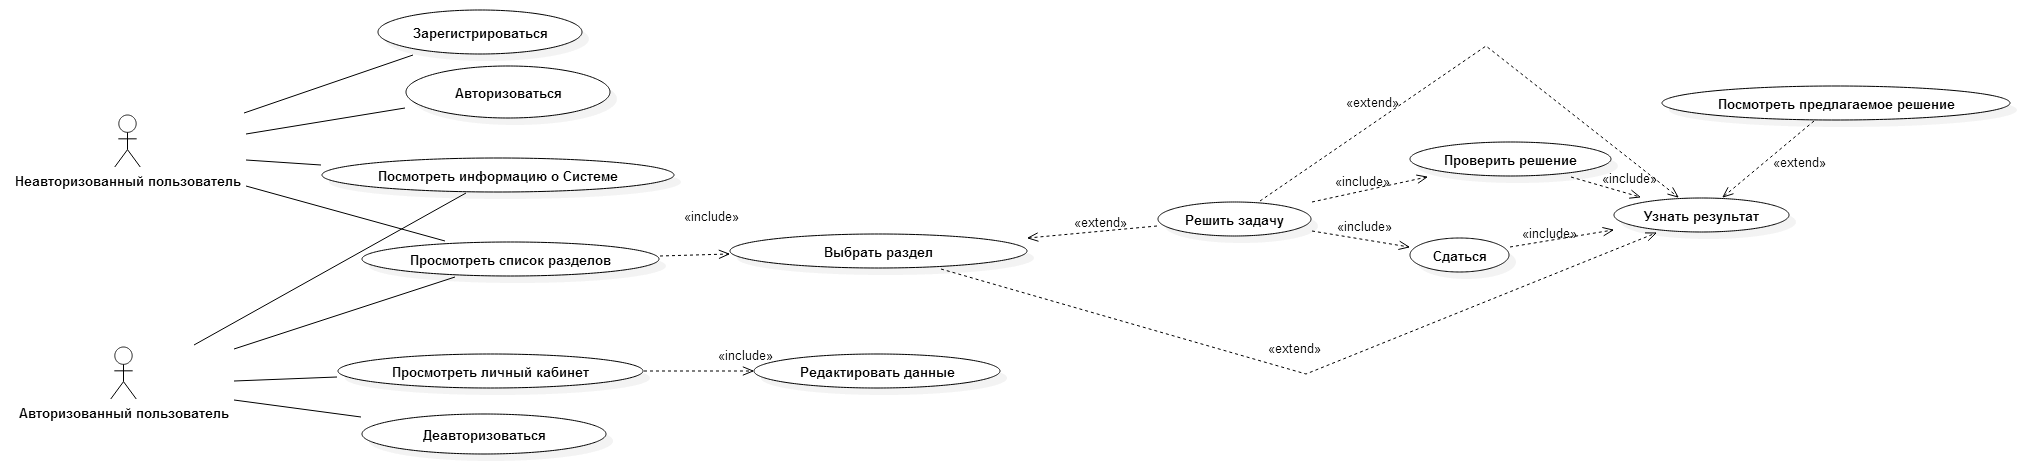 Зарегистрироваться
Авторизоваться
«extend»
Посмотреть предлагаемое решение
Проверить решение
«extend»
Неавторизованный пользователь
Посмотреть информацию о Системе
«include»
«include»
«include»
Решить задачу
Узнать результат
«extend»
«include»
«include»
Просмотреть список разделов
Выбрать раздел
Сдаться
«extend»
«include»
Просмотреть личный кабинет
Редактировать данные
Авторизованный пользователь
Деавторизоваться